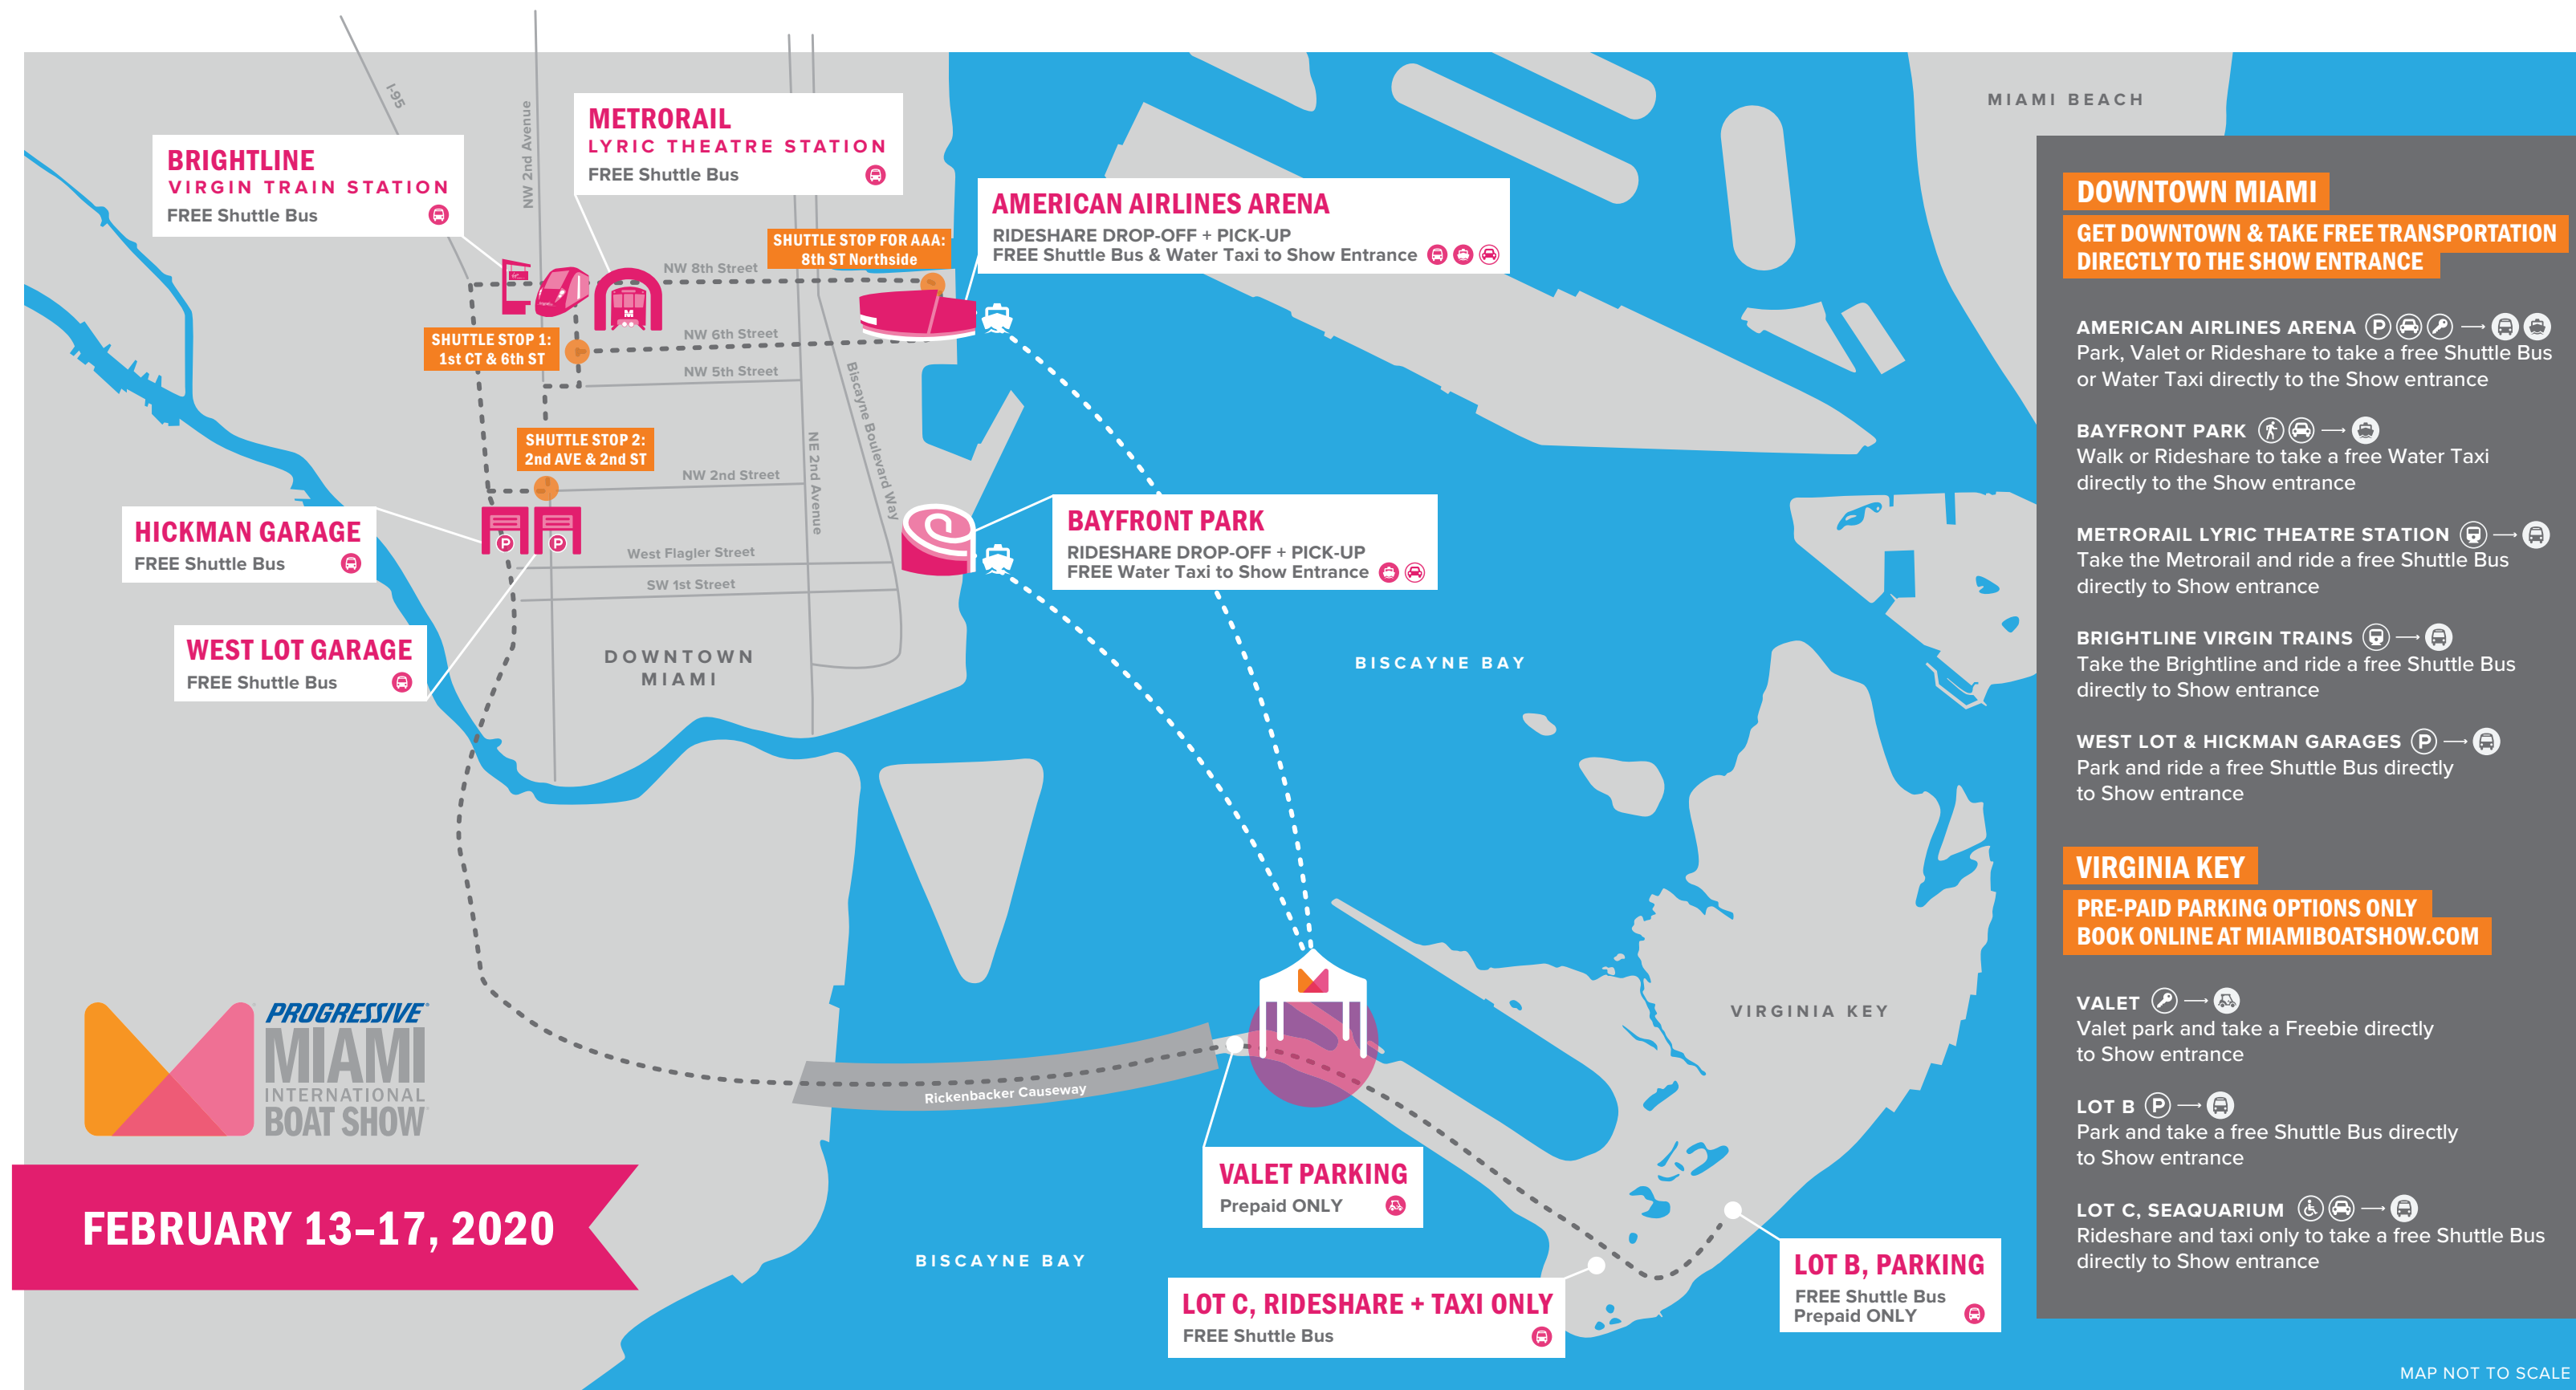 I-95
NW 2nd Avenue
MIAMI BEACH
BRIGHTLINE
VIRGIN TRAIN STATION
FREE Shuttle Bus
METRORAIL
LYRIC THEATRE STATION
FREE Shuttle Bus
AMERICAN AIRLINES ARENA
RIDESHARE DROP-OFF + PICK-UP
FREE Shuttle Bus & Water Taxi to Show Entrance
SHUTTLE STOP FOR AAA:
8th ST Northside
NW 8th Street
SHUTTLE STOP 1:
1st CT & 6th ST
NW 6th Street
NW 5th Street
Biscayne Boulevard Way
NE 2nd Avenue
SHUTTLE STOP 2:
2nd AVE & 2nd ST
NW 2nd Street
HICKMAN GARAGE
FREE Shuttle Bus
West Flagler Street
SW 1st Street
BAYFRONT PARK
RIDESHARE DROP-OFF + PICK-UP
FREE Water Taxi to Show Entrance
WEST LOT GARAGE
FREE Shuttle Bus
DOWNTOWN
MIAMI
BISCAYNE BAY
VIRGINIA KEY
Rickenbacker Causeway
PROGRESSIVE
MIAMI
INTERNATIONAL
BOAT SHOW
FEBRUARY 13–17, 2020
VALET PARKING
Prepaid ONLY
BISCAYNE BAY
LOT C, RIDESHARE + TAXI ONLY
FREE Shuttle Bus
LOT B, PARKING
FREE Shuttle Bus
Prepaid ONLY
DOWNTOWN MIAMI
GET DOWNTOWN & TAKE FREE TRANSPORTATION
DIRECTLY TO THE SHOW ENTRANCE
AMERICAN AIRLINES ARENA P
Park, Valet or Rideshare to take a free Shuttle Bus
or Water Taxi directly to the Show entrance
BAYFRONT PARK
Walk or Rideshare to take a free Water Taxi
directly to the Show entrance
METRORAIL LYRIC THEATRE STATION
Take the Metrorail and ride a free Shuttle Bus
directly to Show entrance
BRIGHTLINE VIRGIN TRAINS
Take the Brightline and ride a free Shuttle Bus
directly to Show entrance
WEST LOT & HICKMAN GARAGES P
Park and ride a free Shuttle Bus directly
to Show entrance
VIRGINIA KEY
PRE-PAID PARKING OPTIONS ONLY
BOOK ONLINE AT MIAMIBOATSHOW.COM
VALET
Valet park and take a Freebie directly
to Show entrance
LOT B P
Park and take a free Shuttle Bus directly
to Show entrance
LOT C, SEAQUARIUM
Rideshare and taxi only to take a free Shuttle Bus
directly to Show entrance
MAP NOT TO SCALE